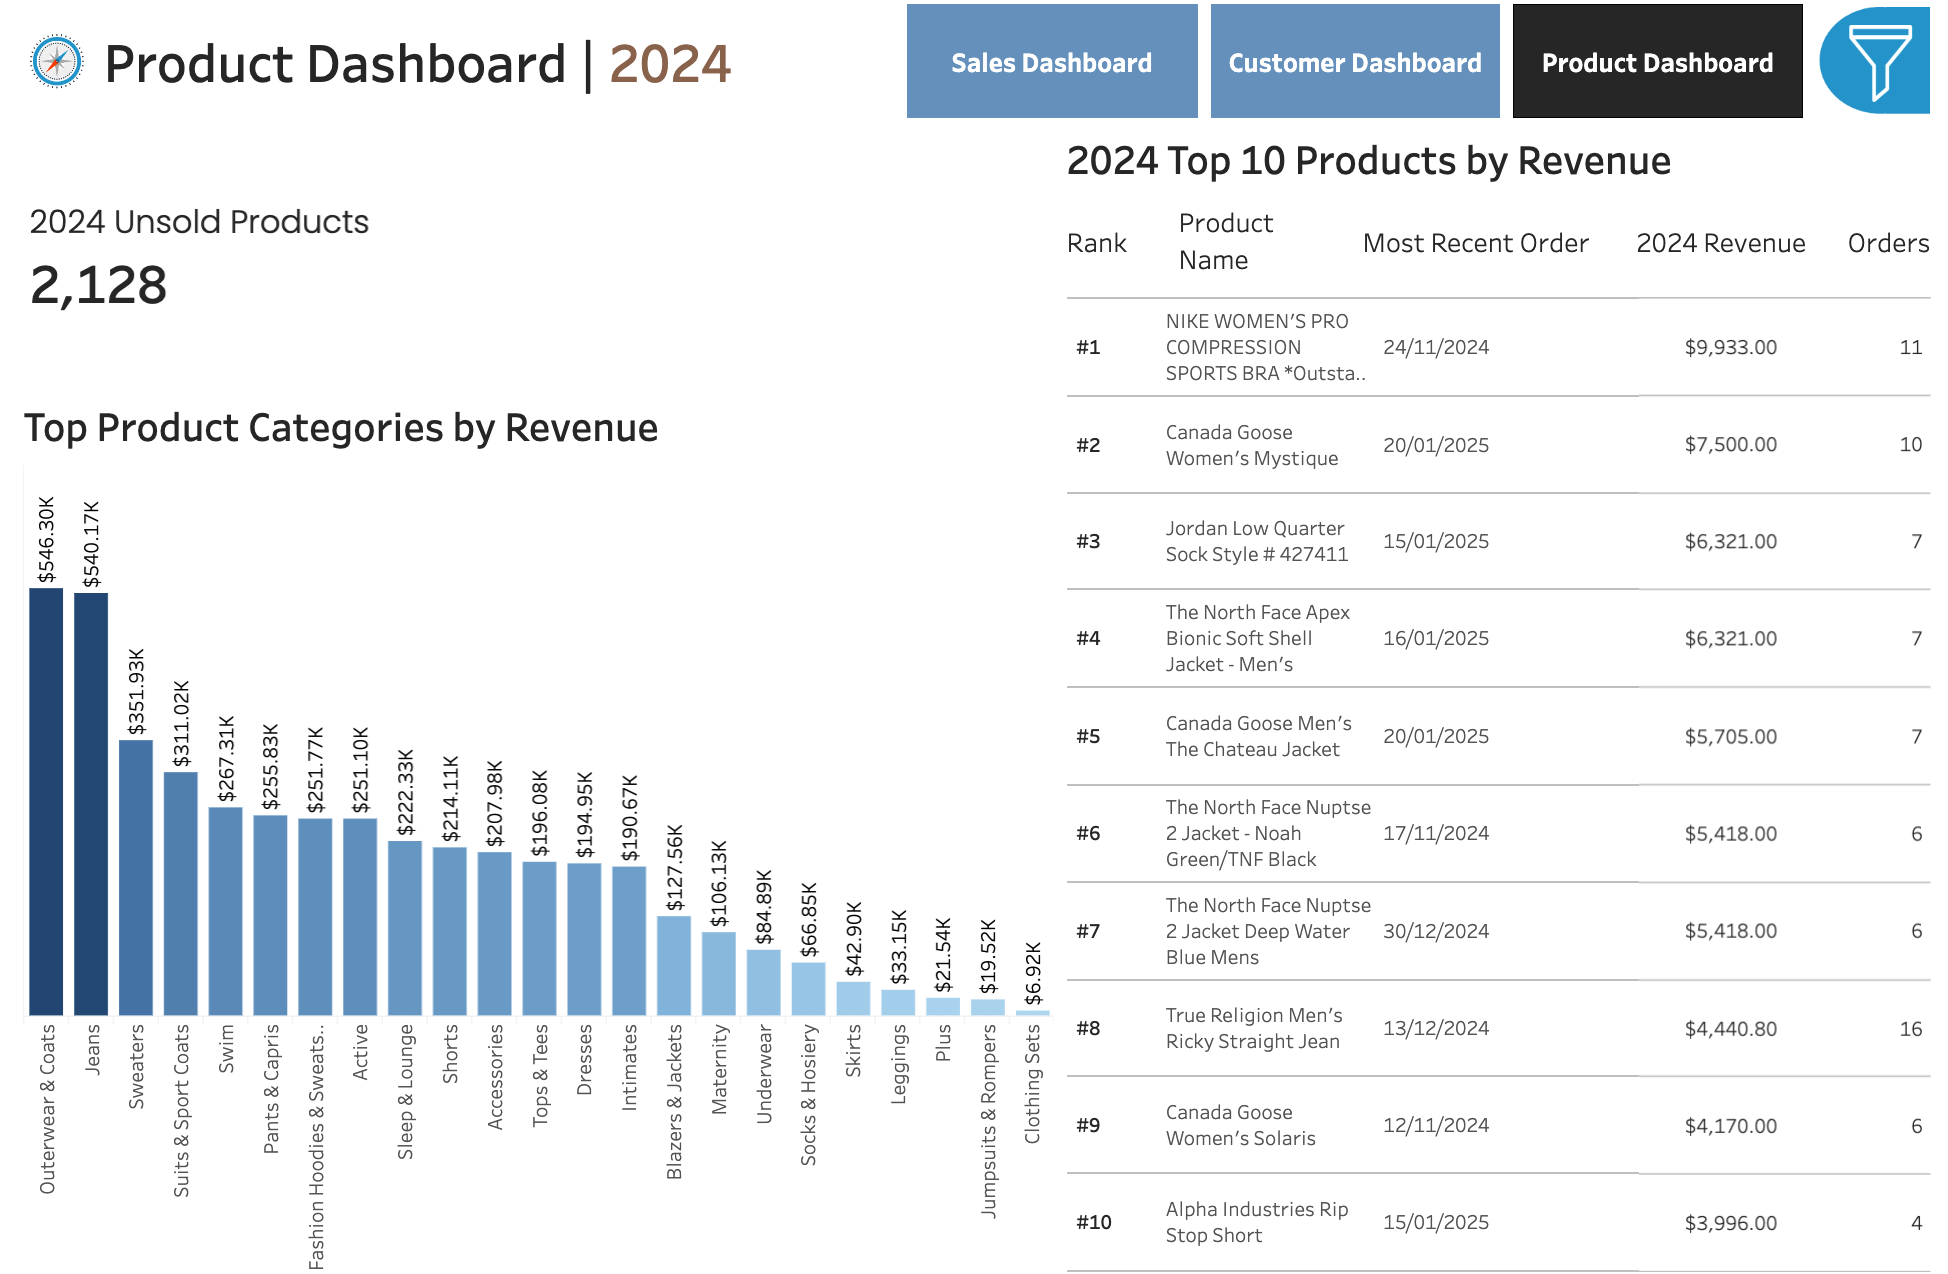 Product Dashboard | 2024
Sales Dashboard
Customer Dashboard
Product Dashboard
2024 Unsold Products
2,128
Top Product Categories by Revenue
$546.30K
$540.17K
$351.93K
$311.02K
$267.31K
$255.83K
$251.77K
$251.10K
$222.33K
$214.11K
$207.98K
$196.08K
$194.95K
$190.67K
$127.56K
$106.13K
$84.89K
$66.85K
$42.90K
$33.15K
$21.54K
$19.52K
$6.92K
Outerwear & Coats
Jeans
Sweaters
Suits & Sport Coats
Swim
Pants & Capris
Fashion Hoodies & Sweats..
Active
Sleep & Lounge
Shorts
Accessories
Tops & Tees
Dresses
Intimates
Blazers & Jackets
Maternity
Underwear
Socks & Hosiery
Skirts
Leggings
Plus
Jumpsuits & Rompers
Clothing Sets
2024 Top 10 Products by Revenue
Rank
Product
Name
Most Recent Order
2024 Revenue
Orders
#1
NIKE WOMEN'S PRO
COMPRESSION
SPORTS BRA *Outsta..
24/11/2024
$9,933.00
11
#2
Canada Goose
Women's Mystique
20/01/2025
$7,500.00
10
#3
Jordan Low Quarter
Sock Style # 427411
15/01/2025
$6,321.00
7
#4
The North Face Apex
Bionic Soft Shell
Jacket - Men's
16/01/2025
$6,321.00
7
#5
Canada Goose Men's
The Chateau Jacket
20/01/2025
$5,705.00
7
#6
The North Face Nuptse
2 Jacket - Noah
Green/TNF Black
17/11/2024
$5,418.00
6
#7
The North Face Nuptse
2 Jacket Deep Water
Blue Mens
30/12/2024
$5,418.00
6
#8
True Religion Men's
Ricky Straight Jean
13/12/2024
$4,440.80
16
#9
Canada Goose
Women's Solaris
12/11/2024
$4,170.00
6
#10
Alpha Industries Rip
Stop Short
15/01/2025
$3,996.00
4